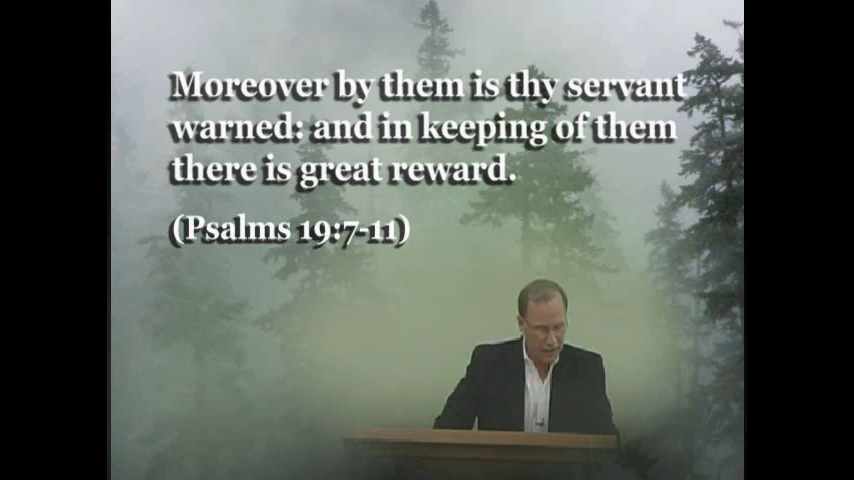 Moreover by them is thy servant
warned: and in keeping of them
there is great reward.
(Psalms 19:7-11)